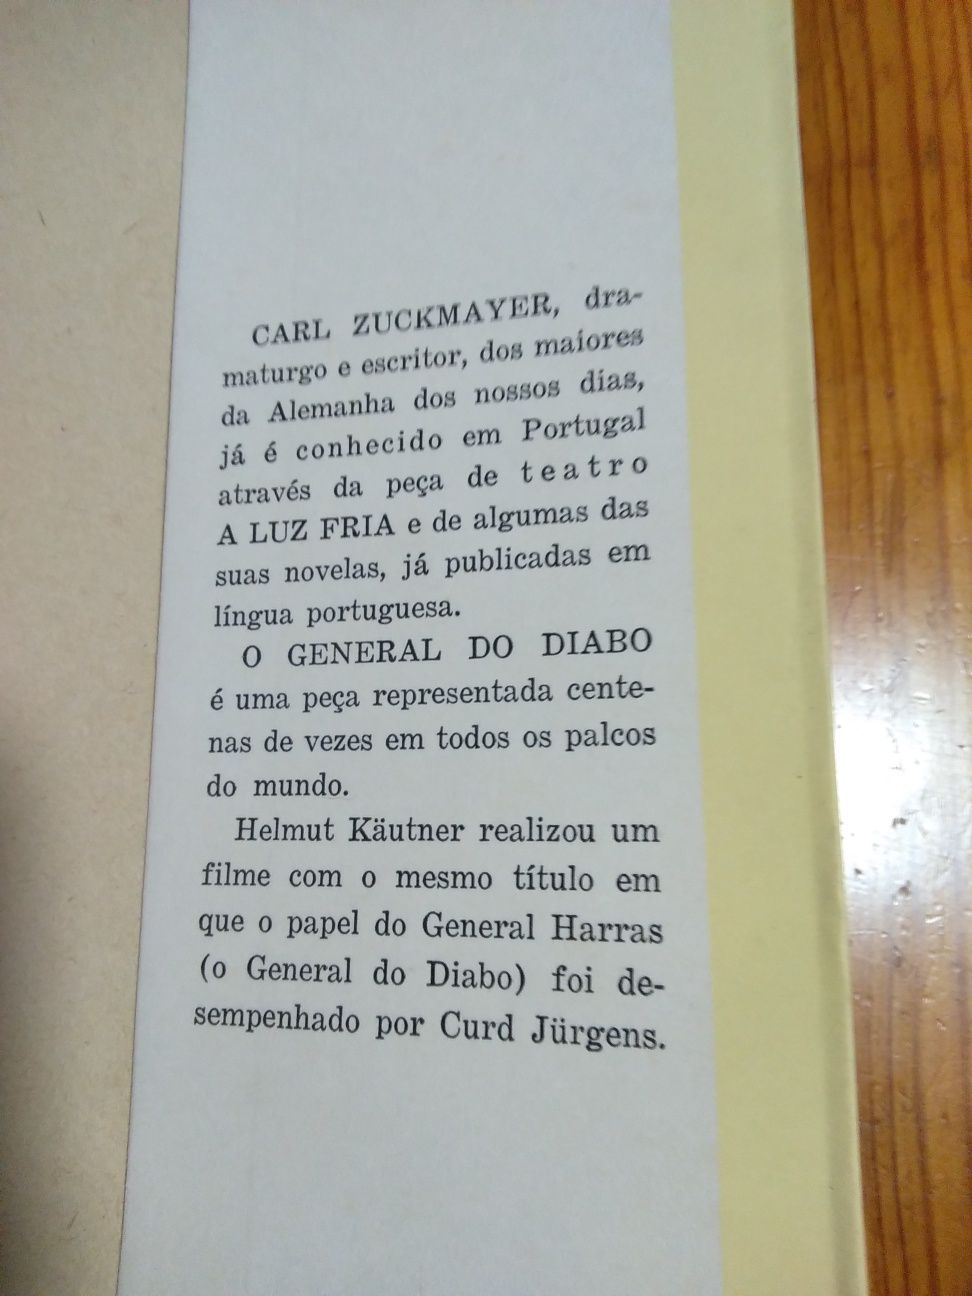 CARL ZUCKMAYER, dra-
maturgo e escritor, dos maiores
da Alemanha dos nossos dias,
já é conhecido em Portugal
através da peça de teatro
A LUZ FRIA e de algumas das
suas novelas, já publicadas em
língua portuguesa.
O GENERAL DO DIABO
é uma peça representada cente-
nas de vezes em todos os palcos
do mundo.
Helmut Käutner realizou um
filme com o mesmo título em
que o papel do General Harras
(o General do Diabo) foi de-
sempenhado por Curd Jürgens.